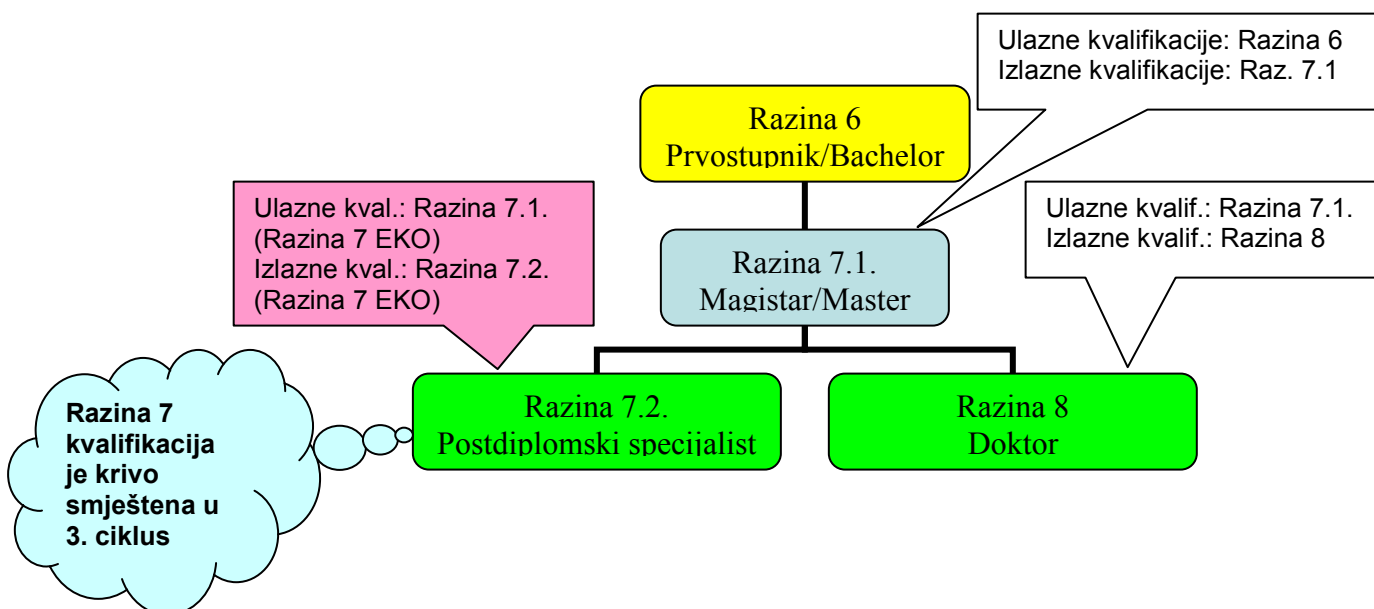 Ulazne kvalifikacije: Razina 6
Izlazne kvalifikacije: Raz. 7.1
Razina 6
Prvostupnik/Bachelor
Ulazne kval.: Razina 7.1.
(Razina 7 EKO)
Izlazne kval.: Razina 7.2.
(Razina 7 EKO)
Razina 7.1.
Magistar/Master
Ulazne kvalif.: Razina 7.1.
Izlazne kvalif.: Razina 8
Razina 7
kvalifikacija
je krivo
smještena u
3. ciklus
Razina 7.2.
Postdiplomski specijalist
Razina 8
Doktor